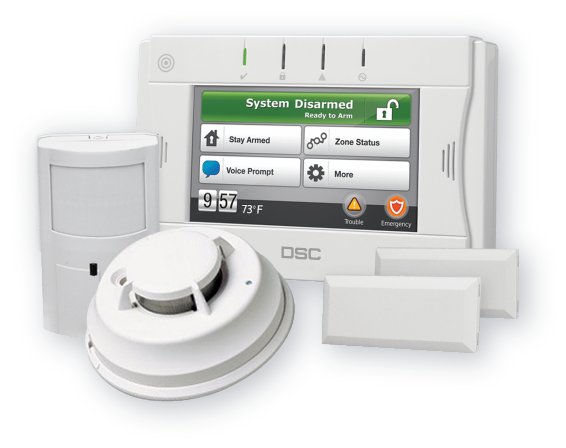 System Disarmed
Ready to Arm
Stay Armed
Zone Status
Voice Prompt
More
9 57
73°F
Trouble
Emergency
DSC